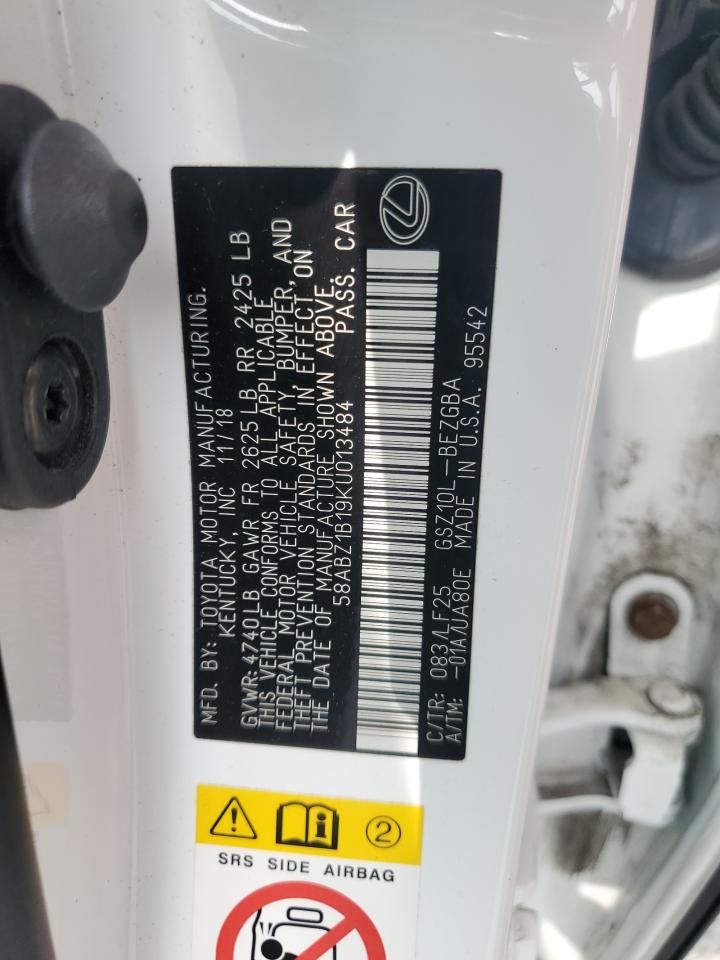 MFD. BY: TOYOTA MOTOR MANUFACTURING.
KENTUCKY, INC 11/18
GVWR: 4740LB GAWR FR 2625LB RR 2425 LB
THIS VEHICLE CONFORMS TO ALL APPLICABLE
FEDERAL MOTOR VEHICLE SAFETY, BUMPER, AND
THEFT PREVENTION STANDARDS IN EFFECT ON
THE DATE OF MANUFACTURE SHOWN ABOVE.
58ABZ1B19KU013484 PASS. CAR
C/TR: 083/LF25 GSZ10L-BEZGBA
A/TM: -01A/UA80E MADE IN U.S.A. 95542
2
SRS SIDE AIRBAG